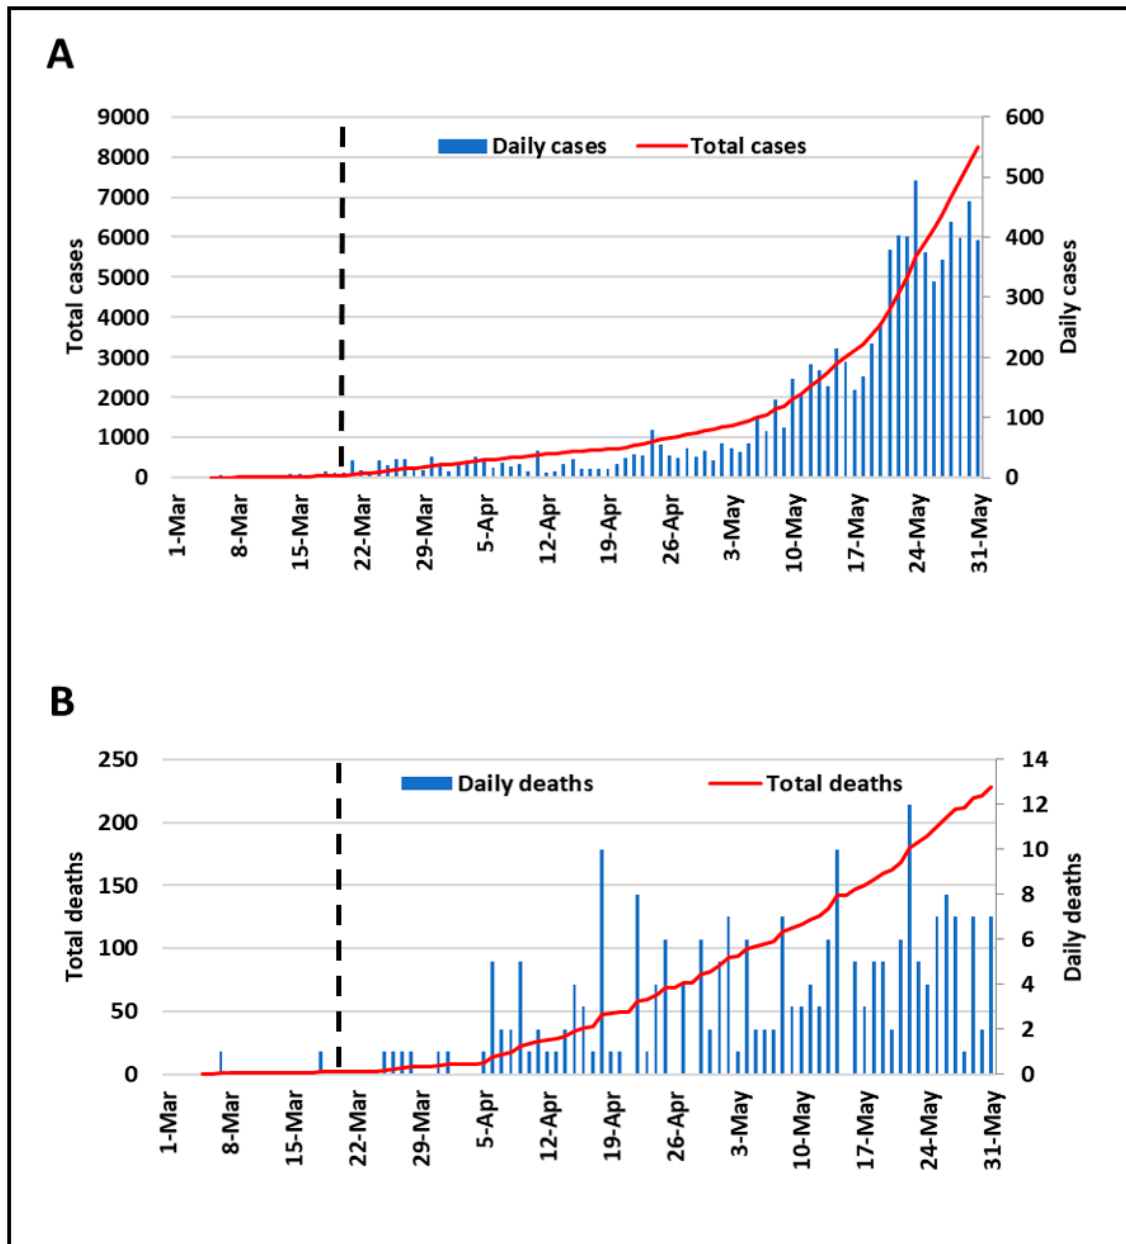 A
9000
8000
7000
6000
5000
4000
3000
2000
1000
0
Total cases
Daily cases
Total cases
600
500
400
300
200
100
0
Daily cases
1-Mar
8-Mar
15-Mar
22-Mar
29-Mar
5-Apr
12-Apr
19-Apr
26-Apr
3-May
10-May
17-May
24-May
31-May
B
250
200
150
100
50
0
Total deaths
Daily deaths
Total deaths
14
12
10
8
6
4
2
0
Daily deaths
1-Mar
8-Mar
15-Mar
22-Mar
29-Mar
5-Apr
12-Apr
19-Apr
26-Apr
3-May
10-May
17-May
24-May
31-May